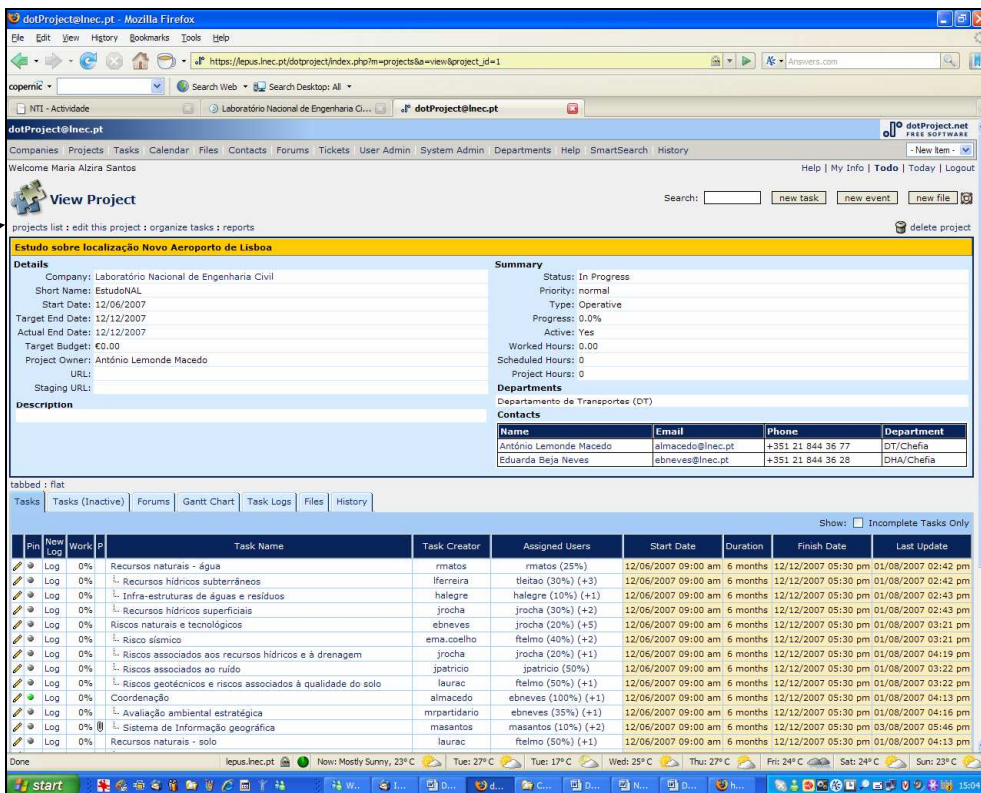 dotProject@lnec.pt - Mozilla Firefox
File Edit View History Bookmarks Tools Help
https://lepus.lnec.pt/dotproject/index.php?m=projects&a=view&project_id=1 Answers.com
copernic Search Web Search Desktop: All
NTI - Actividade Laboratório Nacional de Engenharia Ci... dotProject@lnec.pt
dotProject@lnec.pt dotProject.net
FREE SOFTWARE
Companies Projects Tasks Calendar Files Contacts Forums Tickets User Admin System Admin Departments Help SmartSearch History - New Item -
Welcome Maria Alzira Santos Help | My Info | Todo | Today | Logout
View Project Search: new task new event new file
projects list : edit this project : organize tasks : reports delete project
Estudo sobre localização Novo Aeroporto de Lisboa
Details
Company: Laboratório Nacional de Engenharia Civil
Short Name: EstudoNAL
Start Date: 12/06/2007
Target End Date: 12/12/2007
Actual End Date: 12/12/2007
Target Budget: €0.00
Project Owner: António Lemonde Macedo
URL:
Staging URL:
Description
Summary
Status: In Progress
Priority: normal
Type: Operative
Progress: 0.0%
Active: Yes
Worked Hours: 0.00
Scheduled Hours: 0
Project Hours: 0
Departments
Departamento de Transportes (DT)
Contacts
Name Email Phone Department
António Lemonde Macedo almacedo@lnec.pt +351 21 844 36 77 DT/Chefia
Eduarda Beja Neves ebneves@lnec.pt +351 21 844 36 28 DHA/Chefia
tabbed : flat
Tasks Tasks (Inactive) Forums Gantt Chart Task Logs Files History
Show: Incomplete Tasks Only
Pin New Log Work P Task Name Task Creator Assigned Users Start Date Duration Finish Date Last Update
Log 0% Recursos naturais - água rmatos rmatos (25%) 12/06/2007 09:00 am 6 months 12/12/2007 05:30 pm 01/08/2007 02:42 pm
Log 0% Recursos hídricos subterrâneos lferreira tleitao (30%) (+3) 12/06/2007 09:00 am 6 months 12/12/2007 05:30 pm 01/08/2007 02:42 pm
Log 0% Infra-estruturas de águas e resíduos halegre halegre (10%) (+1) 12/06/2007 09:00 am 6 months 12/12/2007 05:30 pm 01/08/2007 02:43 pm
Log 0% Recursos hídricos superficiais jrocha jrocha (30%) (+2) 12/06/2007 09:00 am 6 months 12/12/2007 05:30 pm 01/08/2007 02:43 pm
Log 0% Riscos naturais e tecnológicos ebneves jrocha (20%) (+5) 12/06/2007 09:00 am 6 months 12/12/2007 05:30 pm 01/08/2007 03:21 pm
Log 0% Risco sísmico ema.coelho ftelmo (40%) (+2) 12/06/2007 09:00 am 6 months 12/12/2007 05:30 pm 01/08/2007 03:21 pm
Log 0% Riscos associados aos recursos hídricos e à drenagem jrocha jrocha (20%) (+1) 12/06/2007 09:00 am 6 months 12/12/2007 05:30 pm 01/08/2007 04:19 pm
Log 0% Riscos associados ao ruído jpatricio jpatricio (50%) 12/06/2007 09:00 am 6 months 12/12/2007 05:30 pm 01/08/2007 03:22 pm
Log 0% Riscos geotécnicos e riscos associados à qualidade do solo laurac ftelmo (50%) (+1) 12/06/2007 09:00 am 6 months 12/12/2007 05:30 pm 01/08/2007 03:22 pm
Log 0% Coordenação almacedo ebneves (100%) (+1) 12/06/2007 09:00 am 6 months 12/12/2007 05:30 pm 01/08/2007 04:13 pm
Log 0% Avaliação ambiental estratégica mrpartidario ebneves (35%) (+1) 12/06/2007 09:00 am 6 months 12/12/2007 05:30 pm 01/08/2007 04:16 pm
Log 0% Sistema de Informação geográfica masantos masantos (10%) (+2) 12/06/2007 09:00 am 6 months 12/12/2007 05:30 pm 03/08/2007 05:46 pm
Log 0% Recursos naturais - solo laurac ftelmo (50%) (+1) 12/06/2007 09:00 am 6 months 12/12/2007 05:30 pm 01/08/2007 04:13 pm
Done lepus.lnec.pt Now: Mostly Sunny, 23° C Tue: 27° C Tue: 17° C Wed: 25° C Thu: 27° C Fri: 24° C Sat: 24° C Sun: 23° C
start W... I... D... d... C... D... N... D... h... 15:04